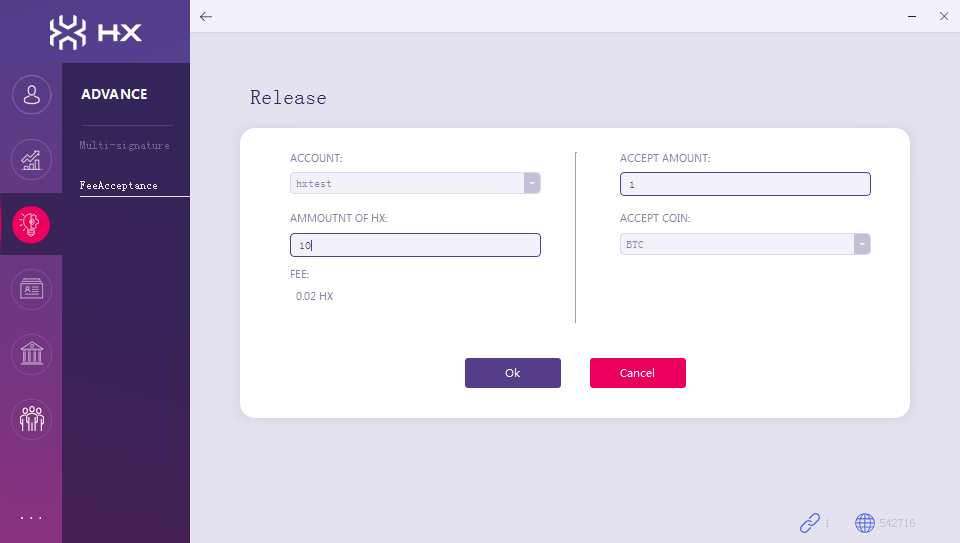 HX
ADVANCE
Multi-signature
FeeAcceptance
Release
ACCOUNT:
hxtest
AMMOUTNT OF HX:
10
FEE:
0.02 HX
ACCEPT AMOUNT:
1
ACCEPT COIN:
BTC
Ok
Cancel
1
542716